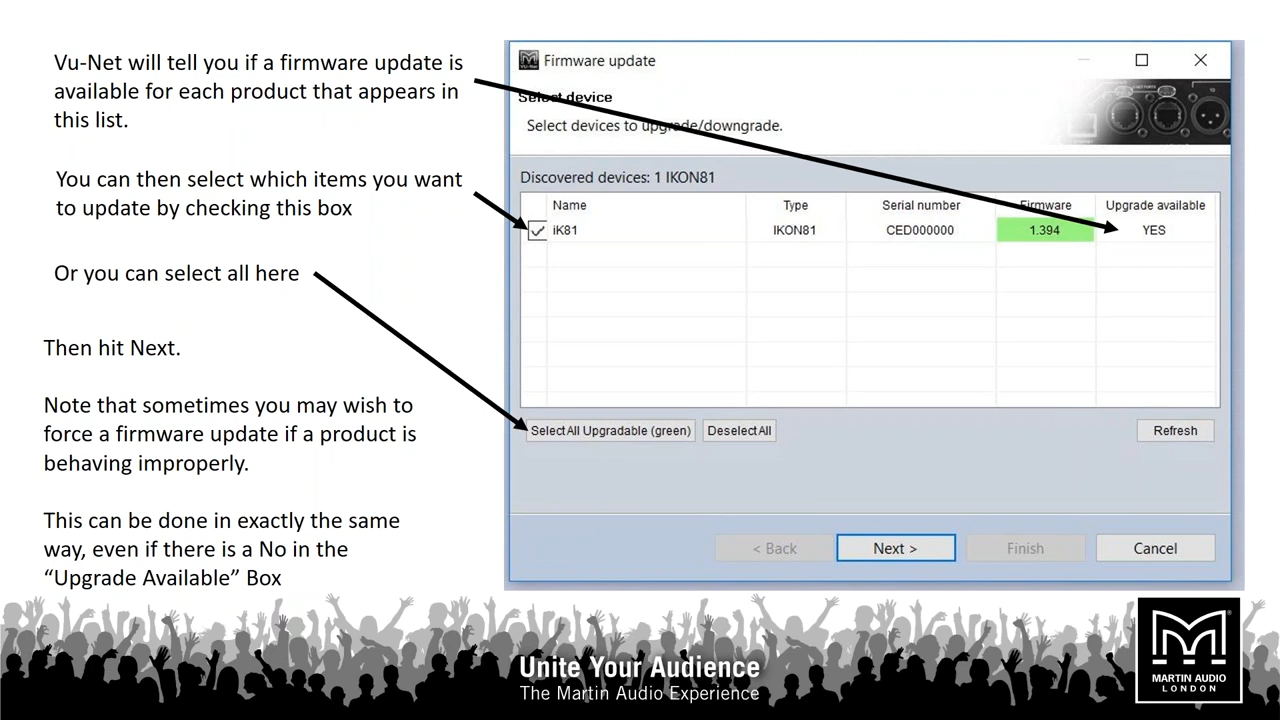 Vu-Net will tell you if a firmware update is
available for each product that appears in
this list.
You can then select which items you want
to update by checking this box
Or you can select all here
Then hit Next.
Note that sometimes you may wish to
force a firmware update if a product is
behaving improperly.
This can be done in exactly the same
way, even if there is a No in the
“Upgrade Available” Box
Firmware update
Select device
Select devices to upgrade/downgrade.
Discovered devices: 1 IKON81
Name Type Serial number Firmware Upgrade available
iK81 IKON81 CED000000 1.394 YES
Select All Upgradable (green) Deselect All Refresh
< Back Next > Finish Cancel
Unite Your Audience
The Martin Audio Experience
MARTIN AUDIO
LONDON